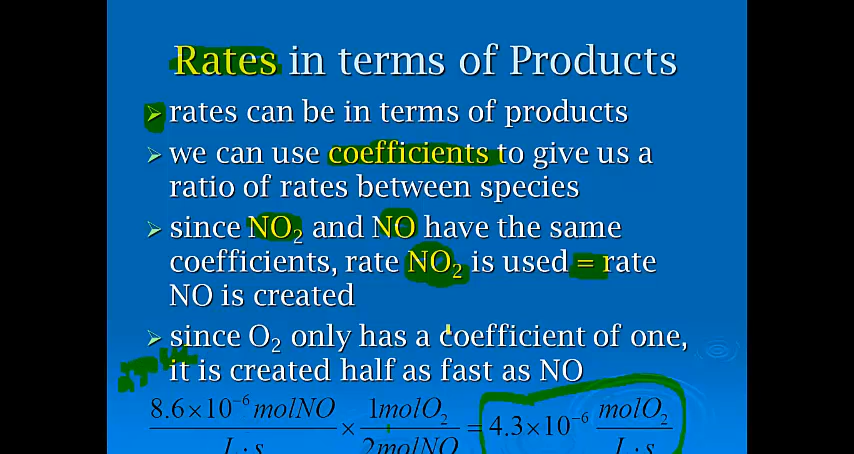 Rates in terms of Products
➢ rates can be in terms of products
➢ we can use coefficients to give us a
ratio of rates between species
➢ since NO₂ and NO have the same
coefficients, rate NO₂ is used = rate
NO is created
➢ since O₂ only has a coefficient of one,
it is created half as fast as NO
8.6×10⁻⁶ molNO / L·s × 1molO₂ / 2molNO = 4.3×10⁻⁶ molO₂ / L·s